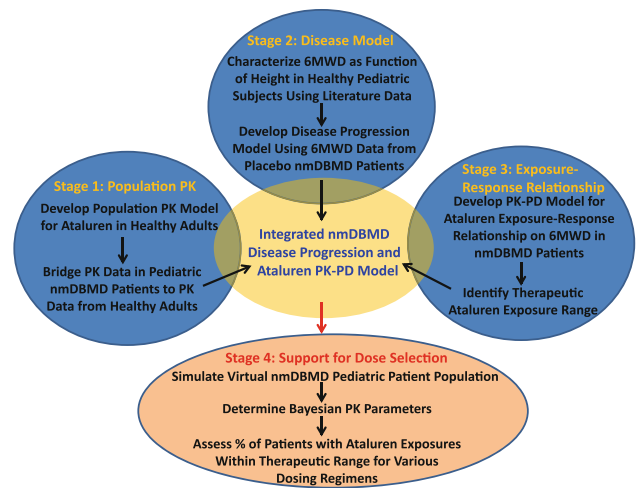 Stage 2: Disease Model
Characterize 6MWD as Function
of Height in Healthy Pediatric
Subjects Using Literature Data
Develop Disease Progression
Model Using 6MWD Data from
Placebo nmDBMD Patients
Stage 1: Population PK
Develop Population PK Model
for Ataluren in Healthy Adults
Bridge PK Data in Pediatric
nmDBMD Patients to PK
Data from Healthy Adults
Integrated nmDBMD
Disease Progression and
Ataluren PK-PD Model
Stage 3: Exposure-
Response Relationship
Develop PK-PD Model for
Ataluren Exposure-Response
Relationship on 6MWD in
nmDBMD Patients
Identify Therapeutic
Ataluren Exposure Range
Stage 4: Support for Dose Selection
Simulate Virtual nmDBMD Pediatric Patient Population
Determine Bayesian PK Parameters
Assess % of Patients with Ataluren Exposures
Within Therapeutic Range for Various
Dosing Regimens